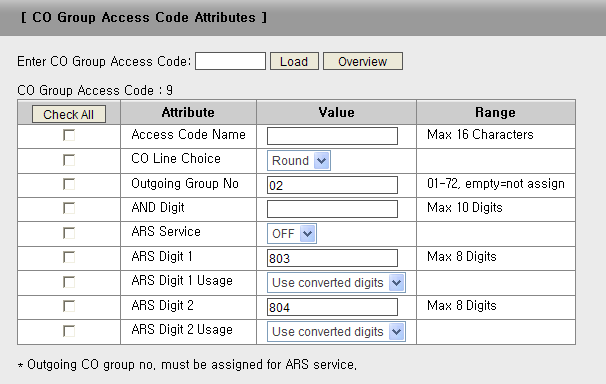 [ CO Group Access Code Attributes ]
Enter CO Group Access Code: Load Overview
CO Group Access Code : 9
Check All Attribute Value Range
Access Code Name Max 16 Characters
CO Line Choice Round
Outgoing Group No 02 01-72, empty=not assign
AND Digit Max 10 Digits
ARS Service OFF
ARS Digit 1 803 Max 8 Digits
ARS Digit 1 Usage Use converted digits
ARS Digit 2 804 Max 8 Digits
ARS Digit 2 Usage Use converted digits
* Outgoing CO group no, must be assigned for ARS service,